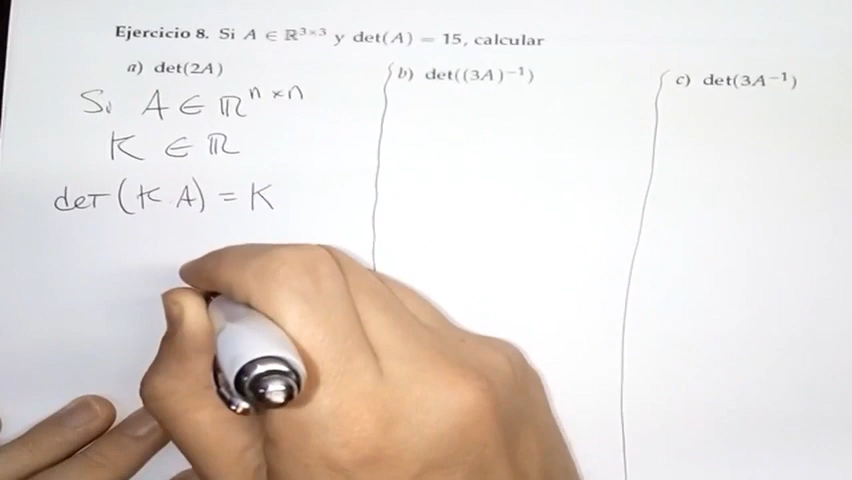 Ejercicio 8. Si A ∈ ℝ³ˣ³ y det(A) = 15, calcular
a) det(2A)
Si A ∈ ℝⁿˣⁿ
K ∈ ℝ
det(K A) = K
b) det((3A)⁻¹)
c) det(3A⁻¹)